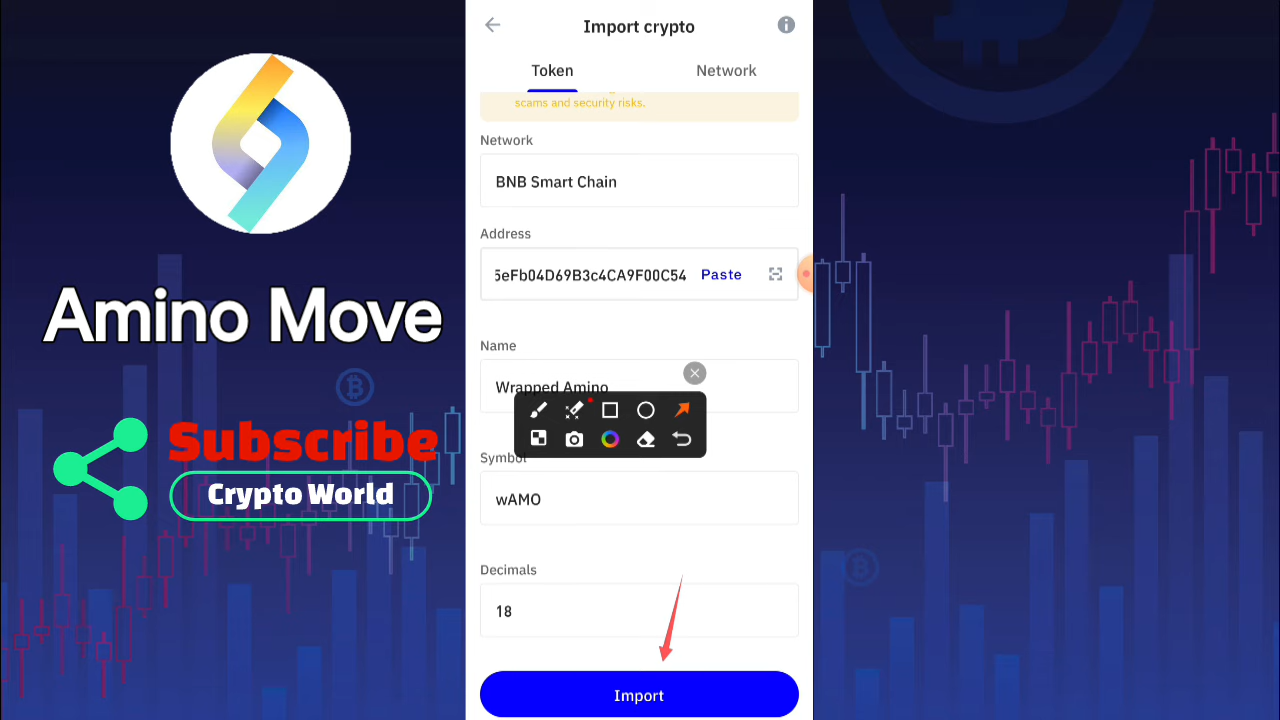 Amino Move
Subscribe
Crypto World
Import crypto
Token
Network
scams and security risks.
Network
BNB Smart Chain
Address
5eFb04D69B3c4CA9F00C54
Paste
Name
Wrapped Amino
Symbol
wAMO
Decimals
18
Import